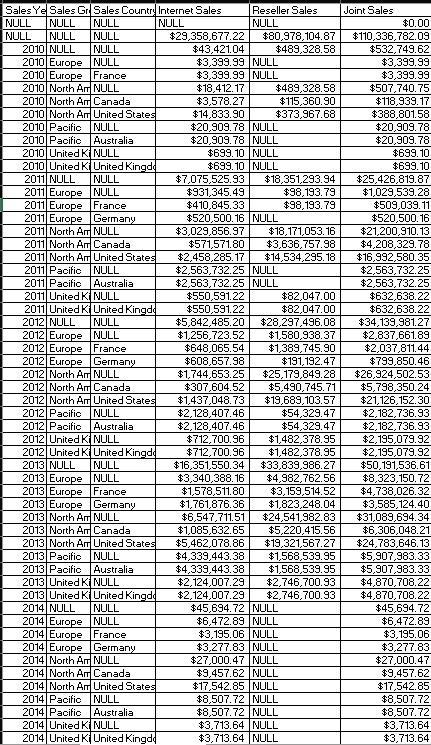 Sales Ye Sales Gr Sales Country Internet Sales Reseller Sales Joint Sales
NULL NULL NULL NULL NULL $0.00
NULL NULL NULL $29,358,677.22 $80,978,104.87 $110,336,782.09
2010 NULL NULL $43,421.04 $489,328.58 $532,749.62
2010 Europe NULL $3,399.99 NULL $3,399.99
2010 Europe France $3,399.99 NULL $3,399.99
2010 North Am NULL $18,412.17 $489,328.58 $507,740.75
2010 North Am Canada $3,578.27 $115,360.90 $118,939.17
2010 North Am United States $14,833.90 $373,967.68 $388,801.58
2010 Pacific NULL $20,909.78 NULL $20,909.78
2010 Pacific Australia $20,909.78 NULL $20,909.78
2010 United Ki NULL $699.10 NULL $699.10
2010 United Ki United Kingdo $699.10 NULL $699.10
2011 NULL NULL $7,075,525.93 $18,351,293.94 $25,426,819.87
2011 Europe NULL $931,345.49 $98,193.79 $1,029,539.28
2011 Europe France $410,845.33 $98,193.79 $509,039.11
2011 Europe Germany $520,500.16 NULL $520,500.16
2011 North Am NULL $3,029,856.97 $18,171,053.16 $21,200,910.13
2011 North Am Canada $571,571.80 $3,636,757.98 $4,208,329.78
2011 North Am United States $2,458,285.17 $14,534,295.18 $16,992,580.35
2011 Pacific NULL $2,563,732.25 NULL $2,563,732.25
2011 Pacific Australia $2,563,732.25 NULL $2,563,732.25
2011 United Ki NULL $550,591.22 $82,047.00 $632,638.22
2011 United Ki United Kingdo $550,591.22 $82,047.00 $632,638.22
2012 NULL NULL $5,842,485.20 $28,297,496.08 $34,139,981.27
2012 Europe NULL $1,256,723.52 $1,580,938.37 $2,837,661.89
2012 Europe France $648,065.54 $1,389,745.90 $2,037,811.44
2012 Europe Germany $608,657.98 $191,192.47 $799,850.46
2012 North Am NULL $1,744,653.25 $25,179,849.28 $26,924,502.53
2012 North Am Canada $307,604.52 $5,490,745.71 $5,798,350.24
2012 North Am United States $1,437,048.73 $19,689,103.57 $21,126,152.30
2012 Pacific NULL $2,128,407.46 $54,329.47 $2,182,736.93
2012 Pacific Australia $2,128,407.46 $54,329.47 $2,182,736.93
2012 United Ki NULL $712,700.96 $1,482,378.95 $2,195,079.92
2012 United Ki United Kingdo $712,700.96 $1,482,378.95 $2,195,079.92
2013 NULL NULL $16,351,550.34 $33,839,986.27 $50,191,536.61
2013 Europe NULL $3,340,388.16 $4,982,762.56 $8,323,150.72
2013 Europe France $1,578,511.80 $3,159,514.52 $4,738,026.32
2013 Europe Germany $1,761,876.36 $1,823,248.04 $3,585,124.40
2013 North Am NULL $6,547,711.51 $24,541,982.83 $31,089,694.34
2013 North Am Canada $1,085,632.65 $5,220,415.56 $6,306,048.21
2013 North Am United States $5,462,078.86 $19,321,567.27 $24,783,646.13
2013 Pacific NULL $4,339,443.38 $1,568,539.95 $5,907,983.33
2013 Pacific Australia $4,339,443.38 $1,568,539.95 $5,907,983.33
2013 United Ki NULL $2,124,007.29 $2,746,700.93 $4,870,708.22
2013 United Ki United Kingdo $2,124,007.29 $2,746,700.93 $4,870,708.22
2014 NULL NULL $45,694.72 NULL $45,694.72
2014 Europe NULL $6,472.89 NULL $6,472.89
2014 Europe France $3,195.06 NULL $3,195.06
2014 Europe Germany $3,277.83 NULL $3,277.83
2014 North Am NULL $27,000.47 NULL $27,000.47
2014 North Am Canada $9,457.62 NULL $9,457.62
2014 North Am United States $17,542.85 NULL $17,542.85
2014 Pacific NULL $8,507.72 NULL $8,507.72
2014 Pacific Australia $8,507.72 NULL $8,507.72
2014 United Ki NULL $3,713.64 NULL $3,713.64
2014 United Ki United Kingdo $3,713.64 NULL $3,713.64